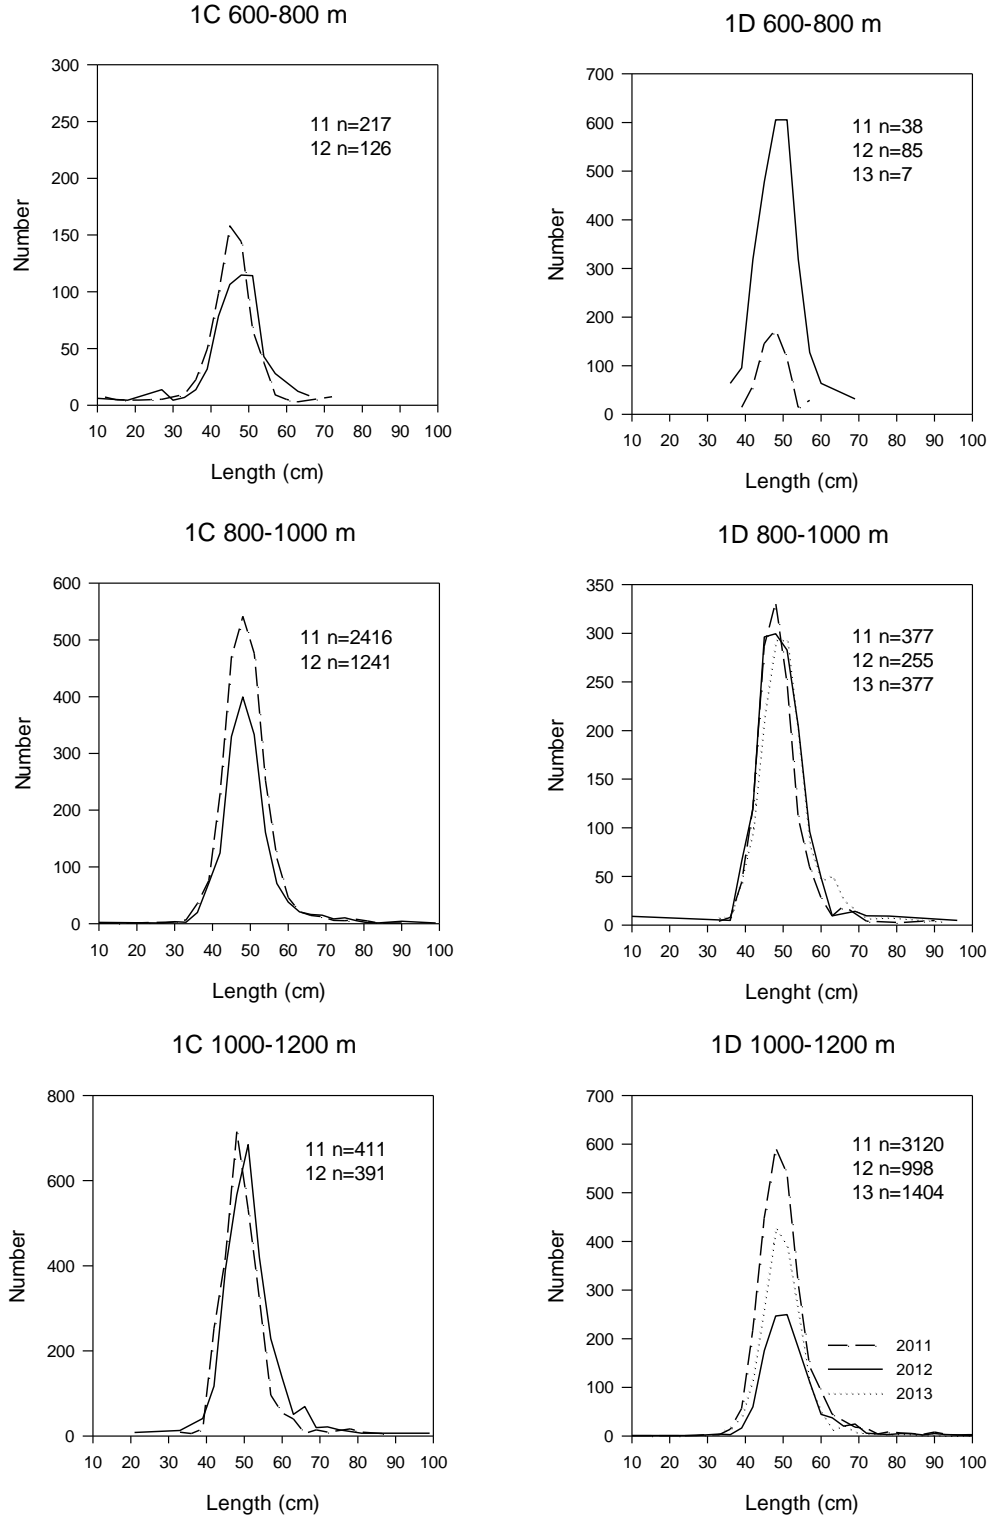 1C 600-800 m
300
250
200
150
100
50
0
Number
11 n=217
12 n=126
10 20 30 40 50 60 70 80 90 100
Length (cm)
1D 600-800 m
700
600
500
400
300
200
100
0
Number
11 n=38
12 n=85
13 n=7
10 20 30 40 50 60 70 80 90 100
Length (cm)
1C 800-1000 m
600
500
400
300
200
100
0
Number
11 n=2416
12 n=1241
10 20 30 40 50 60 70 80 90 100
Length (cm)
1D 800-1000 m
350
300
250
200
150
100
50
0
Number
11 n=377
12 n=255
13 n=377
10 20 30 40 50 60 70 80 90 100
Lenght (cm)
1C 1000-1200 m
800
600
400
200
0
Number
11 n=411
12 n=391
10 20 30 40 50 60 70 80 90 100
Length (cm)
1D 1000-1200 m
700
600
500
400
300
200
100
0
Number
11 n=3120
12 n=998
13 n=1404
2011
2012
2013
10 20 30 40 50 60 70 80 90 100
Length (cm)